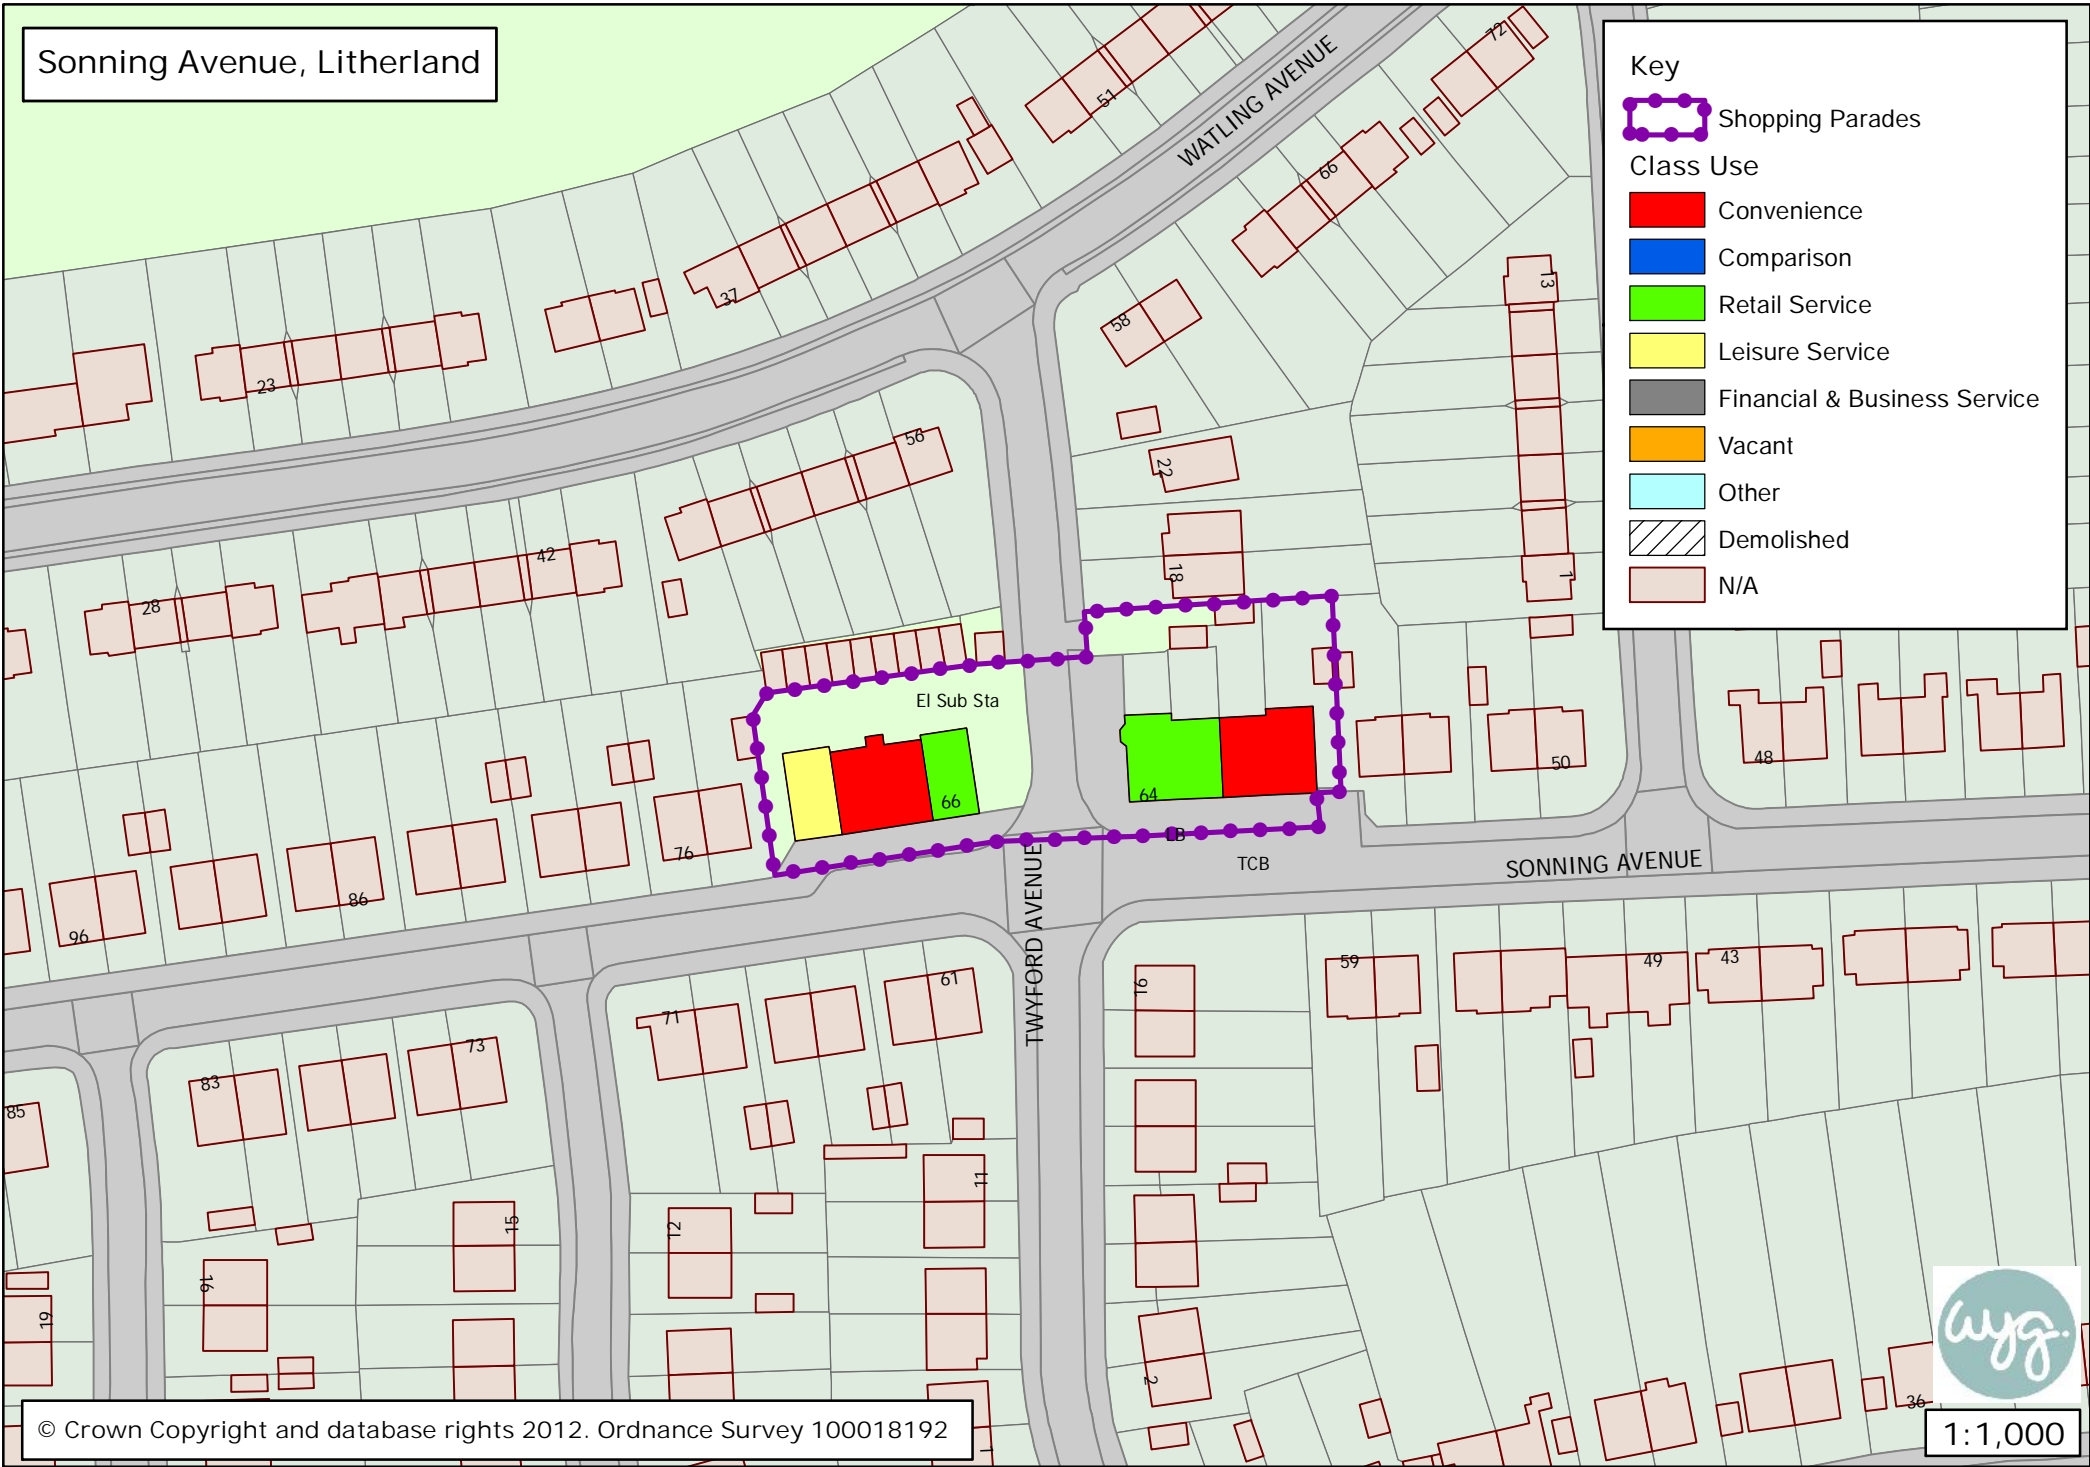 Sonning Avenue, Litherland
Key
Shopping Parades
Class Use
Convenience
Comparison
Retail Service
Leisure Service
Financial & Business Service
Vacant
Other
Demolished
N/A
WATLING AVENUE
72
51
66
13
37
58
23
56
22
42
18
1
28
El Sub Sta
66
64
LB
TCB
50
48
76
86
96
SONNING AVENUE
TWYFORD AVENUE
59
49
43
61
16
71
73
83
85
11
15
12
16
19
2
36
1
ayg.
© Crown Copyright and database rights 2012. Ordnance Survey 100018192
1:1,000